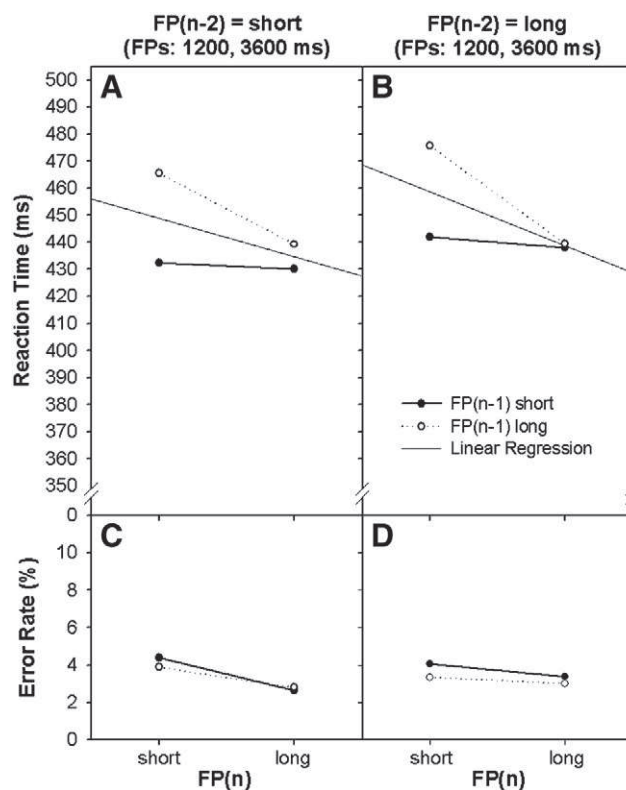 FP(n-2) = short
(FPs: 1200, 3600 ms)
FP(n-2) = long
(FPs: 1200, 3600 ms)
A
B
Reaction Time (ms)
500
490
480
470
460
450
440
430
420
410
400
390
380
370
360
350
0
FP(n-1) short
FP(n-1) long
Linear Regression
C
D
Error Rate (%)
10
8
6
4
2
0
short
long
short
long
FP(n)
FP(n)